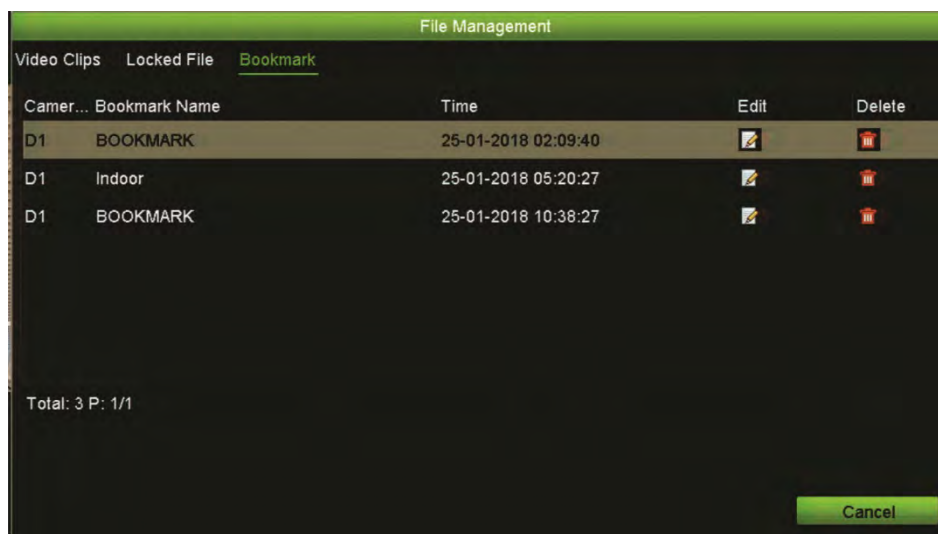 File Management
Video Clips Locked File Bookmark
Camer... Bookmark Name Time Edit Delete
D1 BOOKMARK 25-01-2018 02:09:40
D1 Indoor 25-01-2018 05:20:27
D1 BOOKMARK 25-01-2018 10:38:27
Total: 3 P: 1/1
Cancel